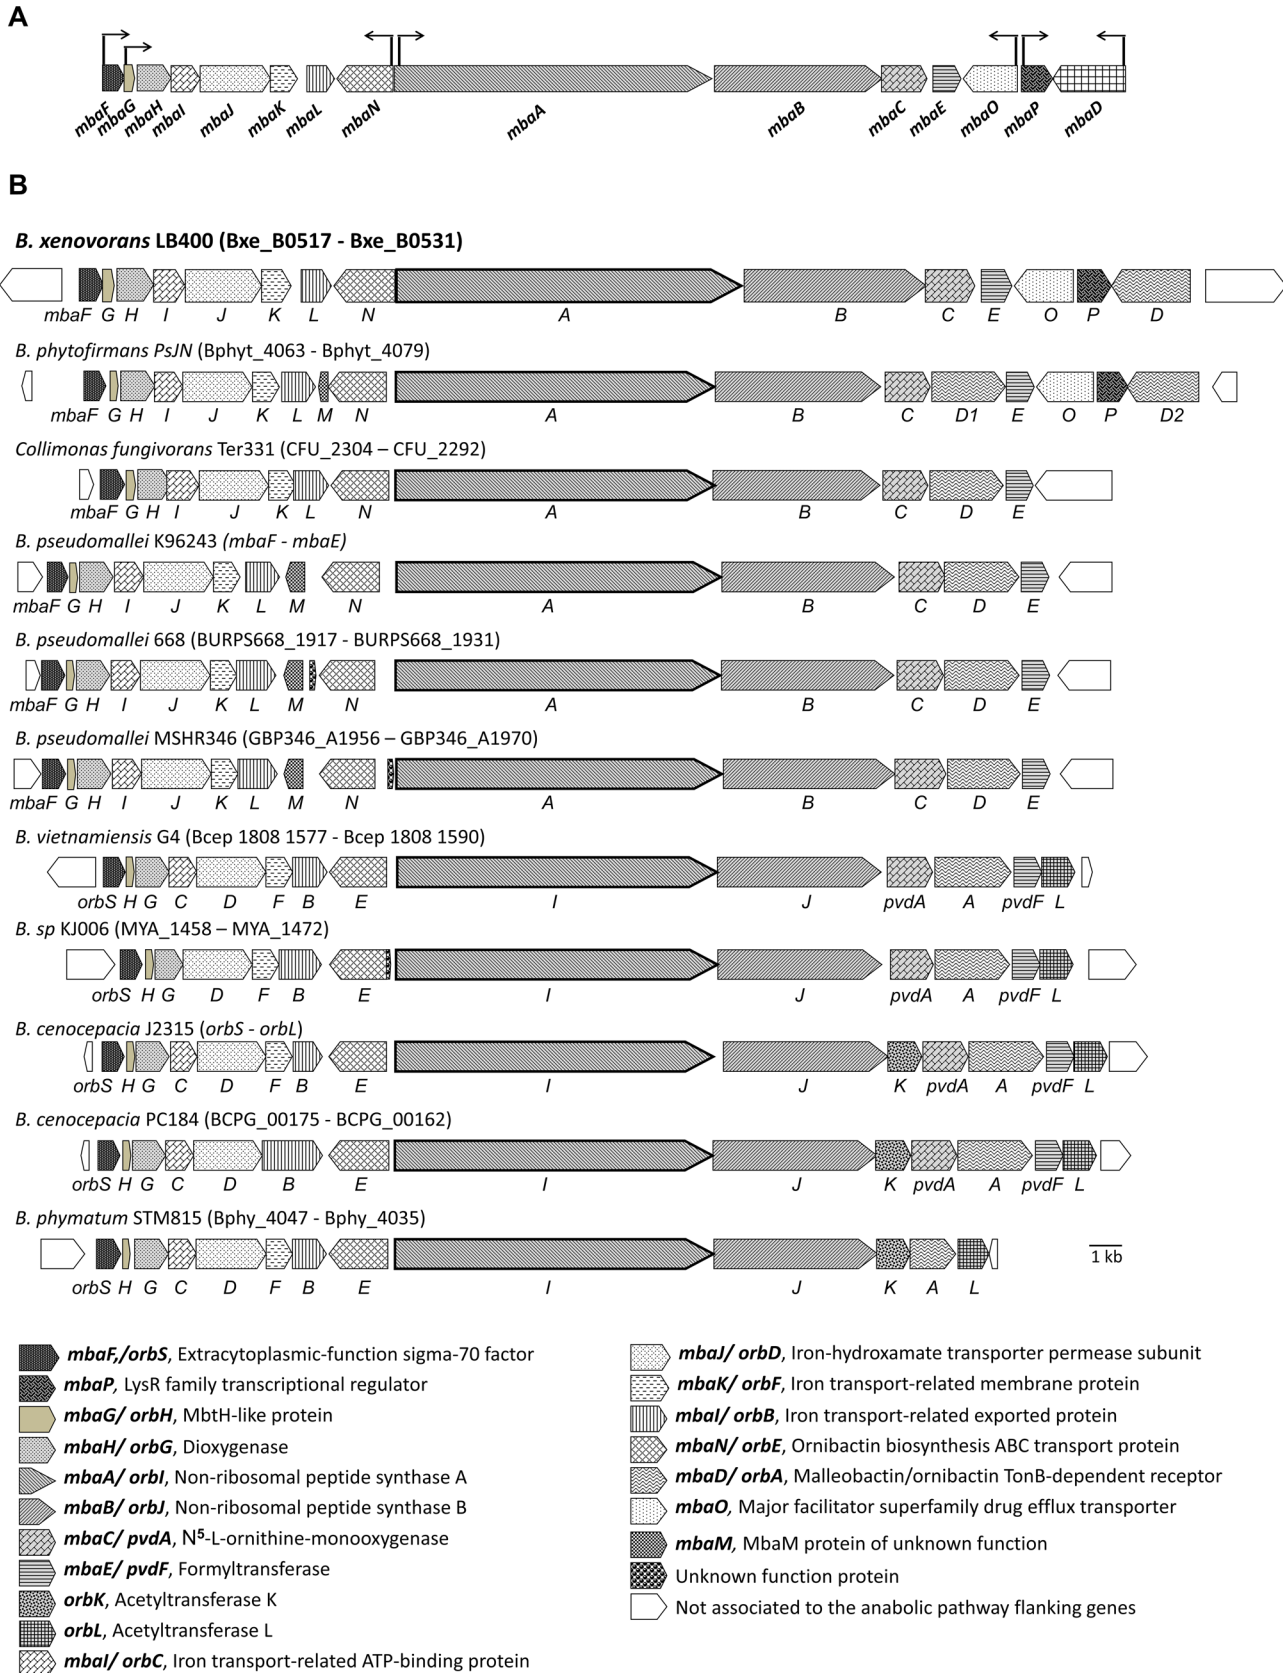 A
mbaF mbaG mbaH mbaI mbaJ mbaK mbaL mbaN mbaA mbaB mbaC mbaE mbaO mbaP mbaD
B
B. xenovorans LB400 (Bxe_B0517 - Bxe_B0531)
mbaF G H I J K L N A B C E O P D
B. phytofirmans PsJN (Bphyt_4063 - Bphyt_4079)
mbaF G H I J K L M N A B C D1 E O P D2
Collimonas fungivorans Ter331 (CFU_2304 – CFU_2292)
mbaF G H I J K L N A B C D E
B. pseudomallei K96243 (mbaF - mbaE)
mbaF G H I J K L M N A B C D E
B. pseudomallei 668 (BURPS668_1917 - BURPS668_1931)
mbaF G H I J K L M N A B C D E
B. pseudomallei MSHR346 (GBP346_A1956 – GBP346_A1970)
mbaF G H I J K L M N A B C D E
B. vietnamiensis G4 (Bcep 1808 1577 - Bcep 1808 1590)
orbS H G C D F B E I J pvdA A pvdF L
B. sp KJ006 (MYA_1458 – MYA_1472)
orbS H G D F B E I J pvdA A pvdF L
B. cenocepacia J2315 (orbS - orbL)
orbS H G C D F B E I J K pvdA A pvdF L
B. cenocepacia PC184 (BCPG_00175 - BCPG_00162)
orbS H G C D F B E I J K pvdA A pvdF L
B. phymatum STM815 (Bphy_4047 - Bphy_4035)
1 kb
orbS H G C D F B E I J K A L
mbaF,/orbS, Extracytoplasmic-function sigma-70 factor
mbaP, LysR family transcriptional regulator
mbaG/ orbH, MbtH-like protein
mbaH/ orbG, Dioxygenase
mbaA/ orbI, Non-ribosomal peptide synthase A
mbaB/ orbJ, Non-ribosomal peptide synthase B
mbaC/ pvdA, N⁵-L-ornithine-monooxygenase
mbaE/ pvdF, Formyltransferase
orbK, Acetyltransferase K
orbL, Acetyltransferase L
mbaI/ orbC, Iron transport-related ATP-binding protein
mbaJ/ orbD, Iron-hydroxamate transporter permease subunit
mbaK/ orbF, Iron transport-related membrane protein
mbaI/ orbB, Iron transport-related exported protein
mbaN/ orbE, Ornibactin biosynthesis ABC transport protein
mbaD/ orbA, Malleobactin/ornibactin TonB-dependent receptor
mbaO, Major facilitator superfamily drug efflux transporter
mbaM, MbaM protein of unknown function
Unknown function protein
Not associated to the anabolic pathway flanking genes